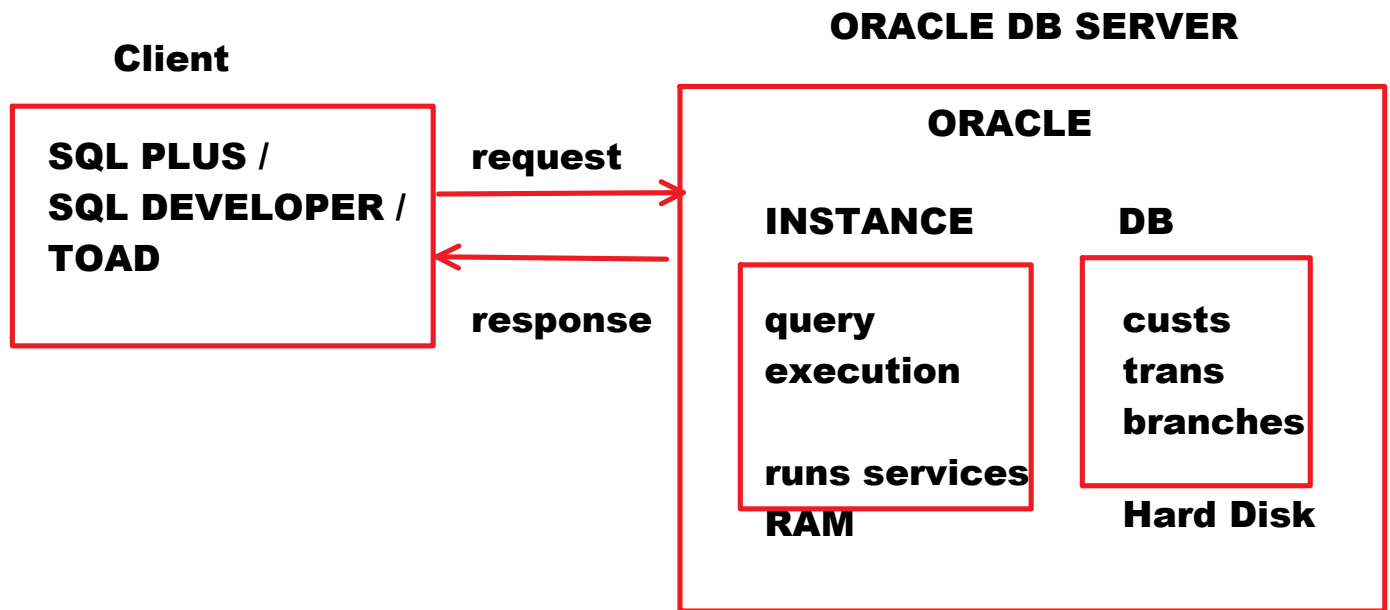 ORACLE DB SERVER
Client
SQL PLUS /
SQL DEVELOPER /
TOAD
request
response
ORACLE
INSTANCE
query
execution
runs services
RAM
DB
custs
trans
branches
Hard Disk